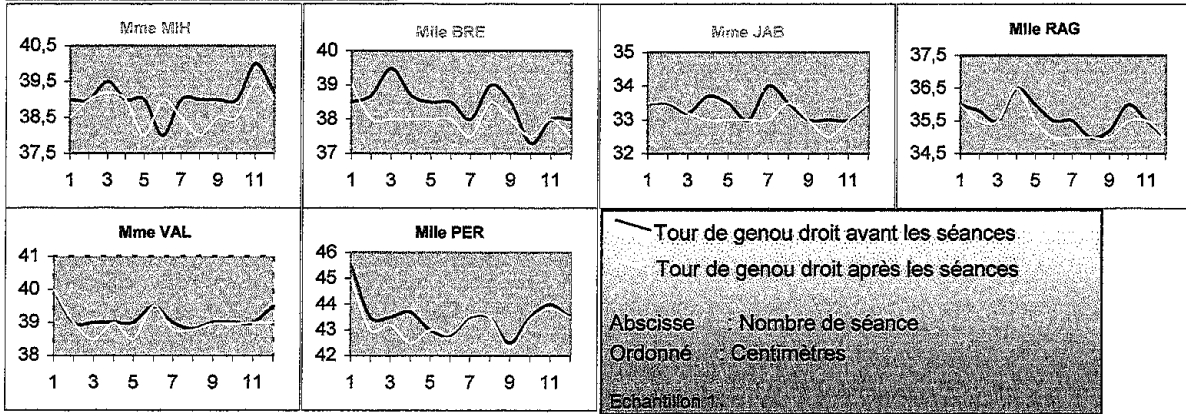 Mme MIH
40,5
39,5
38,5
37,5
1 3 5 7 9 11
Mlle BRE
40
39
38
37
1 3 5 7 9 11
Mme JAB
35
34
33
32
1 3 5 7 9 11
Mlle RAG
37,5
36,5
35,5
34,5
1 3 5 7 9 11
Mme VAL
41
40
39
38
1 3 5 7 9 11
Mlle PER
46
45
44
43
42
1 3 5 7 9 11
Tour de genou droit avant les séances
Tour de genou droit après les séances
Abscisse : Nombre de séance
Ordonné : Centimètres
Echantillon 1